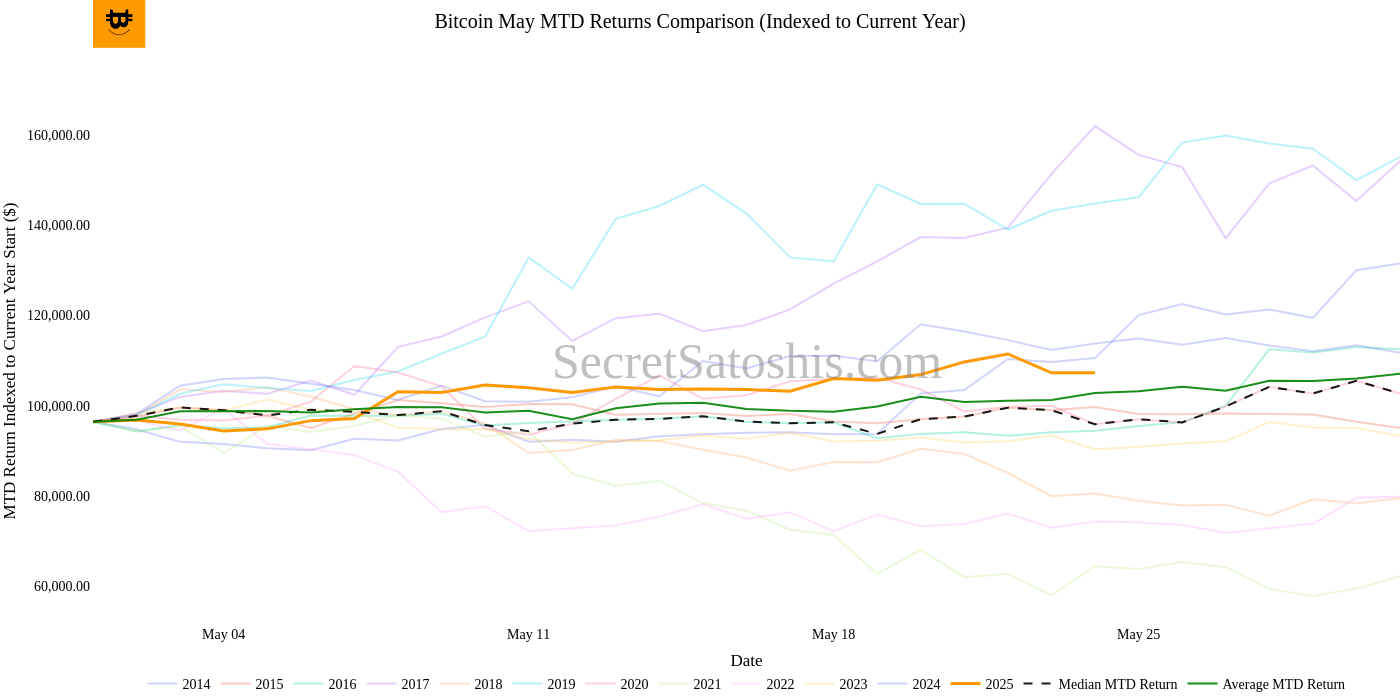 Bitcoin May MTD Returns Comparison (Indexed to Current Year)
MTD Return Indexed to Current Year Start ($)
160,000.00
140,000.00
120,000.00
100,000.00
80,000.00
60,000.00
SecretSatoshis.com
May 04 May 11 May 18 May 25
Date
2014 2015 2016 2017 2018 2019 2020 2021 2022 2023 2024 2025 Median MTD Return Average MTD Return